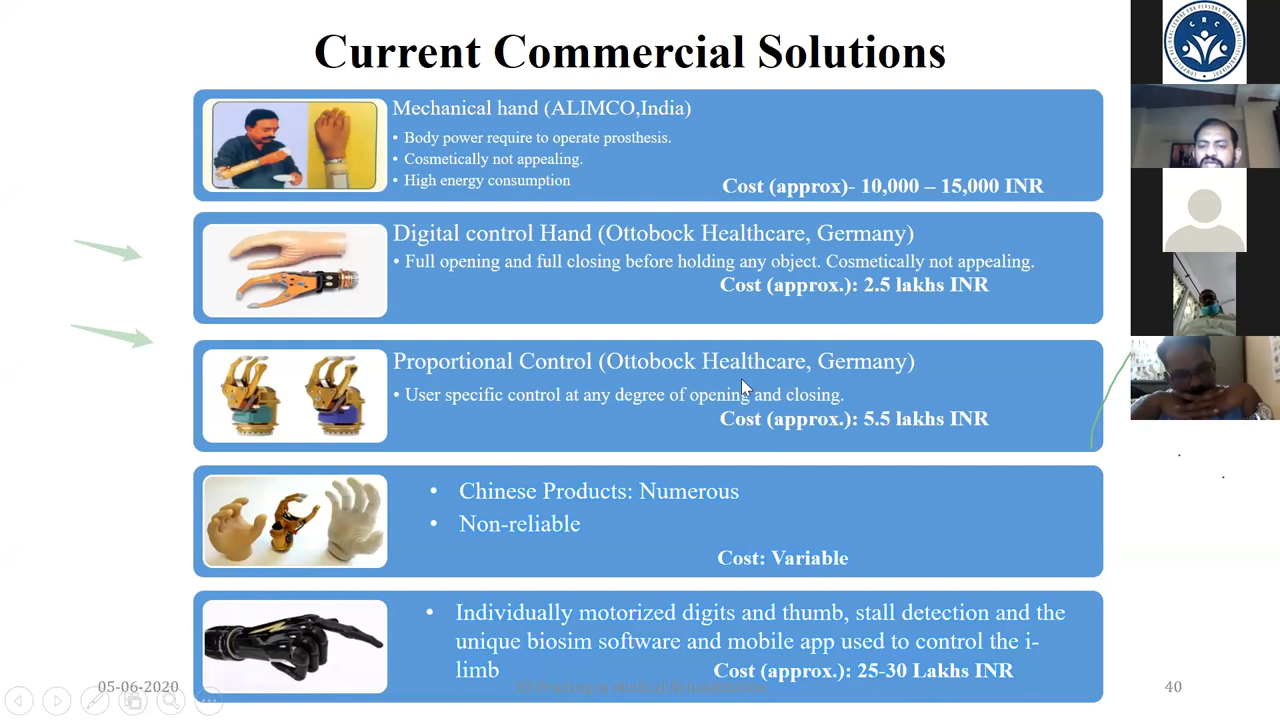 Current Commercial Solutions
Mechanical hand (ALIMCO,India)
• Body power require to operate prosthesis.
• Cosmetically not appealing.
• High energy consumption
Cost (approx)- 10,000 – 15,000 INR
Digital control Hand (Ottobock Healthcare, Germany)
• Full opening and full closing before holding any object. Cosmetically not appealing.
Cost (approx.): 2.5 lakhs INR
Proportional Control (Ottobock Healthcare, Germany)
• User specific control at any degree of opening and closing.
Cost (approx.): 5.5 lakhs INR
• Chinese Products: Numerous
• Non-reliable
Cost: Variable
• Individually motorized digits and thumb, stall detection and the
unique biosim software and mobile app used to control the i-
limb
Cost (approx.): 25-30 Lakhs INR
05-06-2020
40
CRC